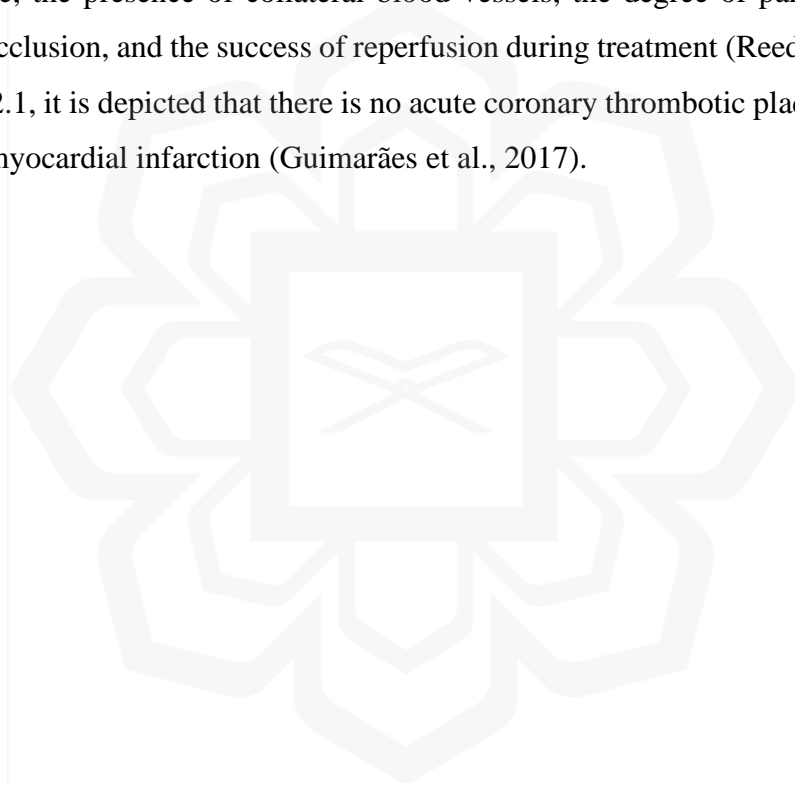 the presence of collateral blood vessels, the degree of
cclusion, and the success of reperfusion during treatment (Reed
2.1, it is depicted that there is no acute coronary thrombotic plac
myocardial infarction (Guimarães et al., 2017).